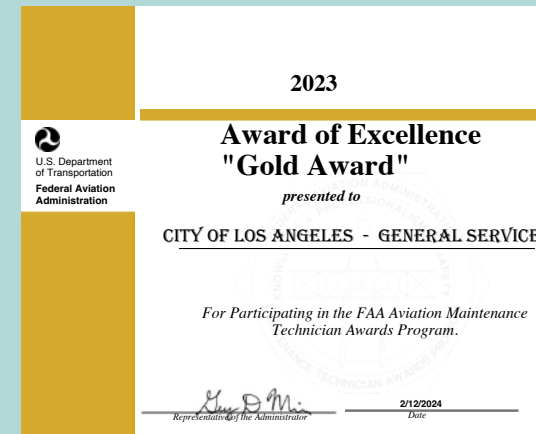 2023
U.S. Department
of Transportation
Federal Aviation
Administration
Award of Excellence
"Gold Award"
presented to
CITY OF LOS ANGELES - GENERAL SERVICE
For Participating in the FAA Aviation Maintenance
Technician Awards Program.
Representative of the Administrator
2/12/2024
Date